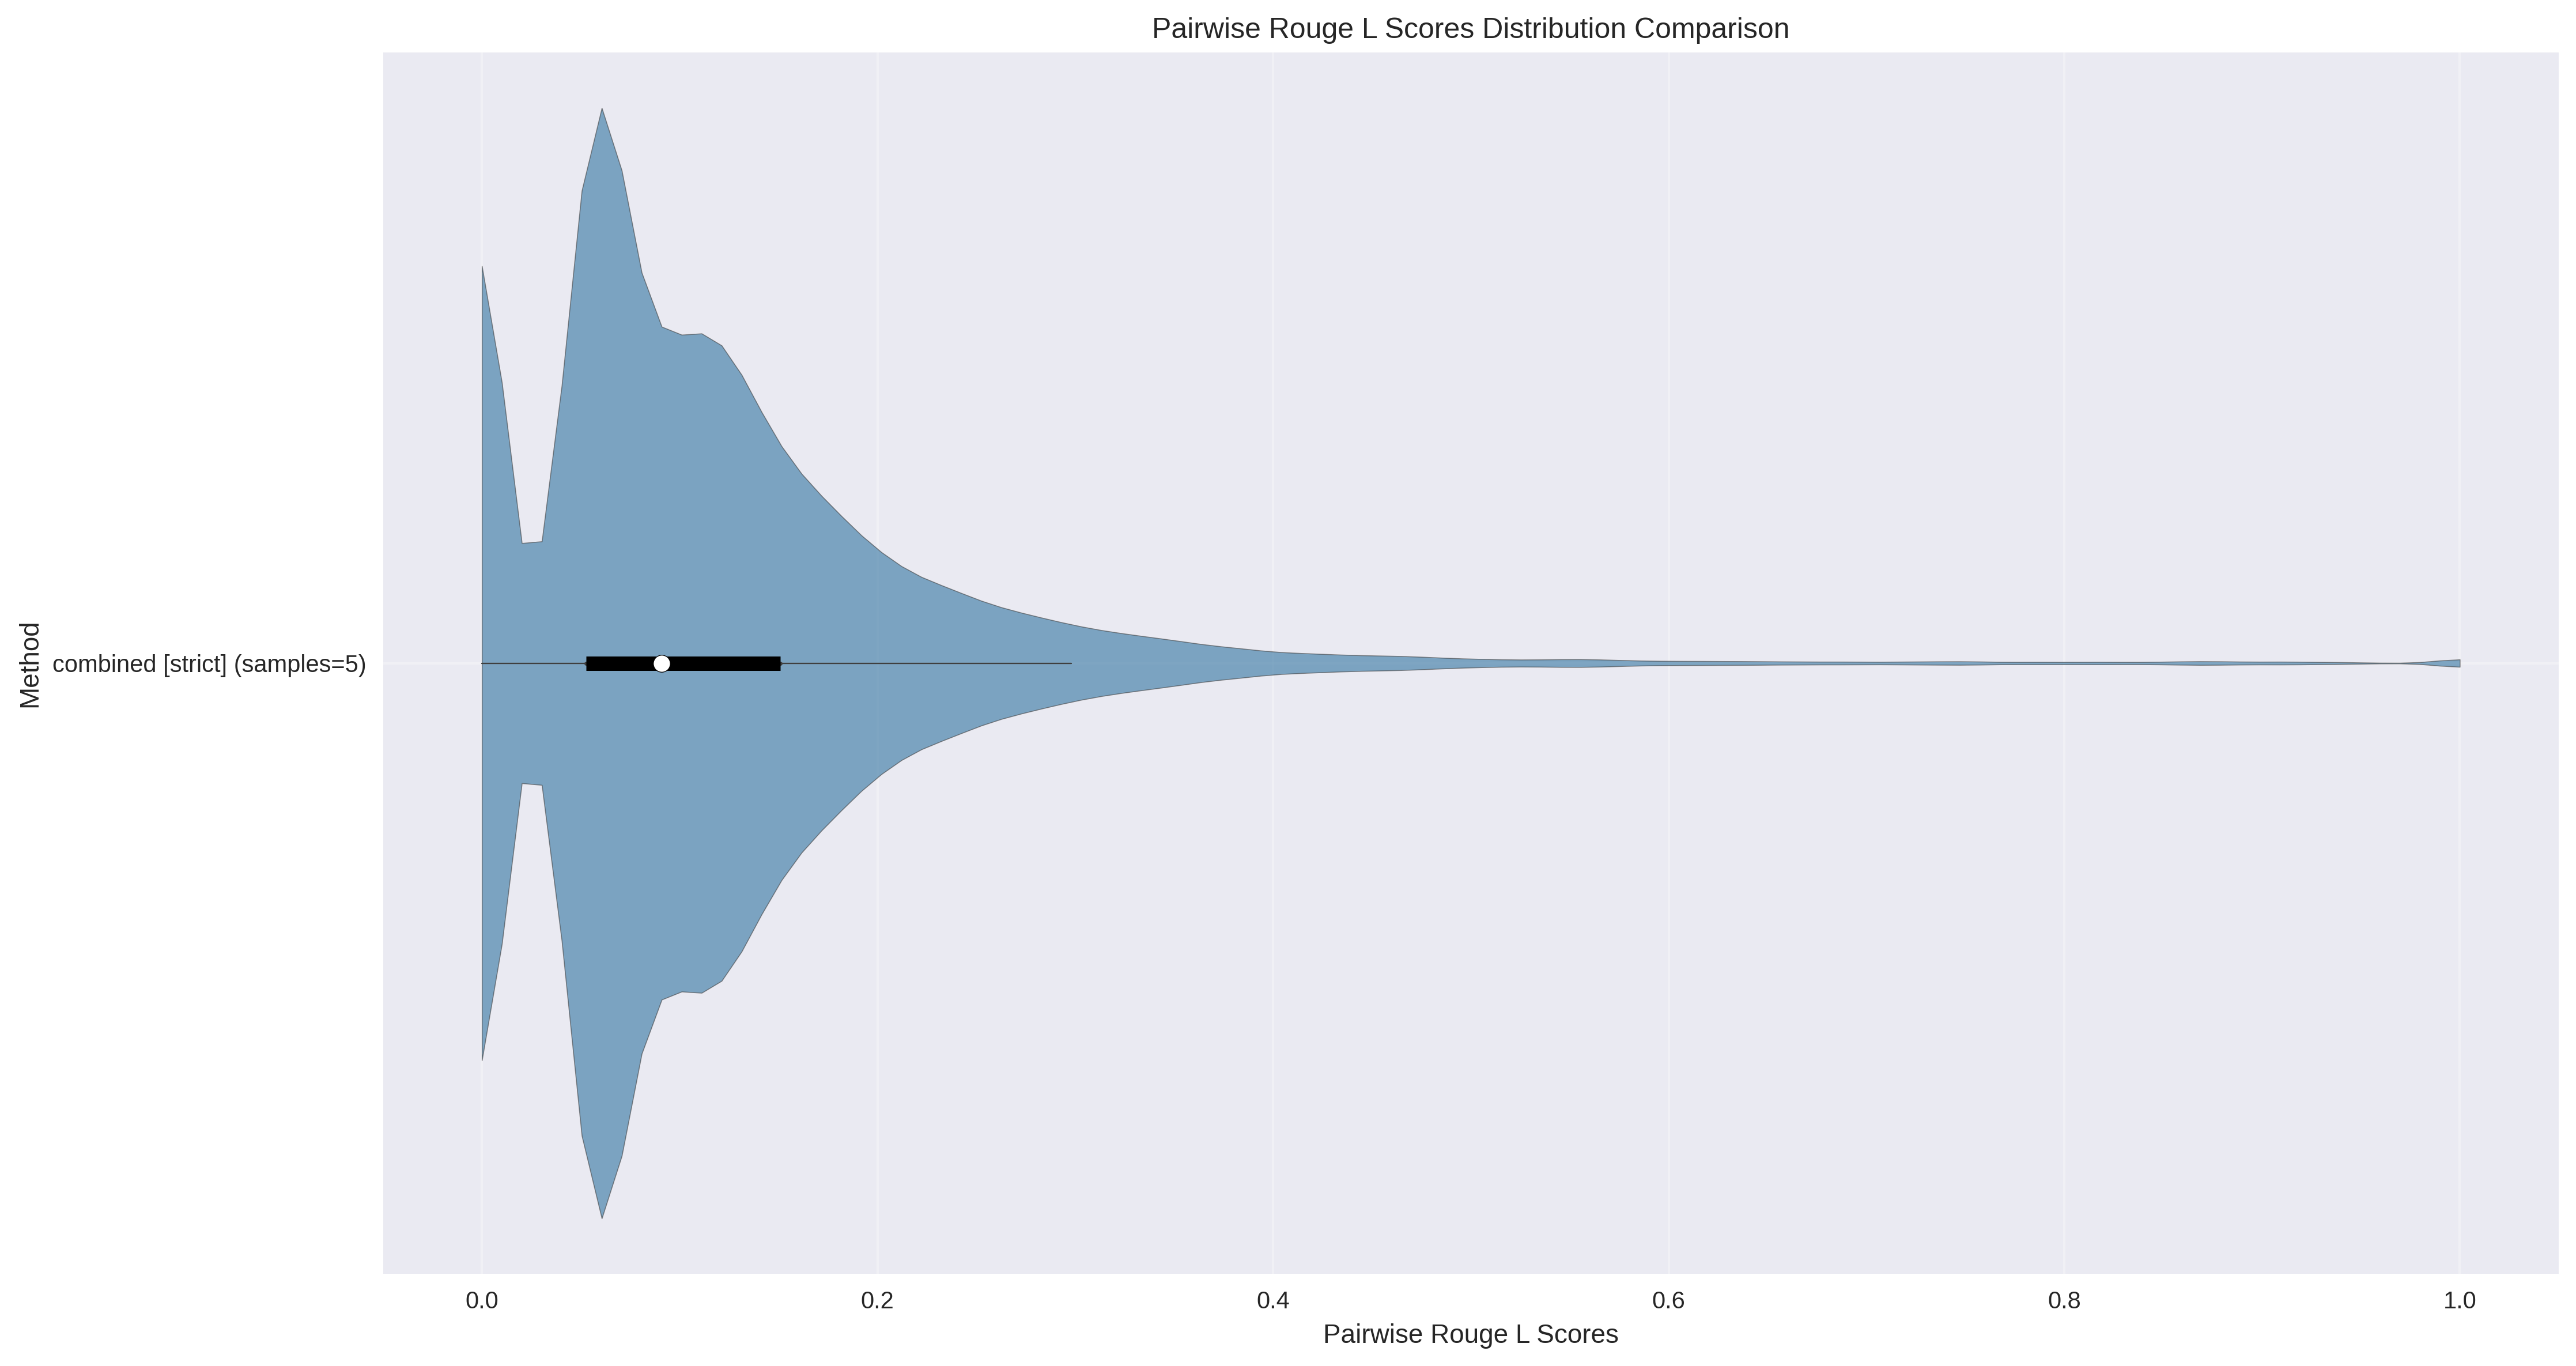 Pairwise Rouge L Scores Distribution Comparison
Method
combined [strict] (samples=5)
0.0
0.2
0.4
0.6
0.8
1.0
Pairwise Rouge L Scores